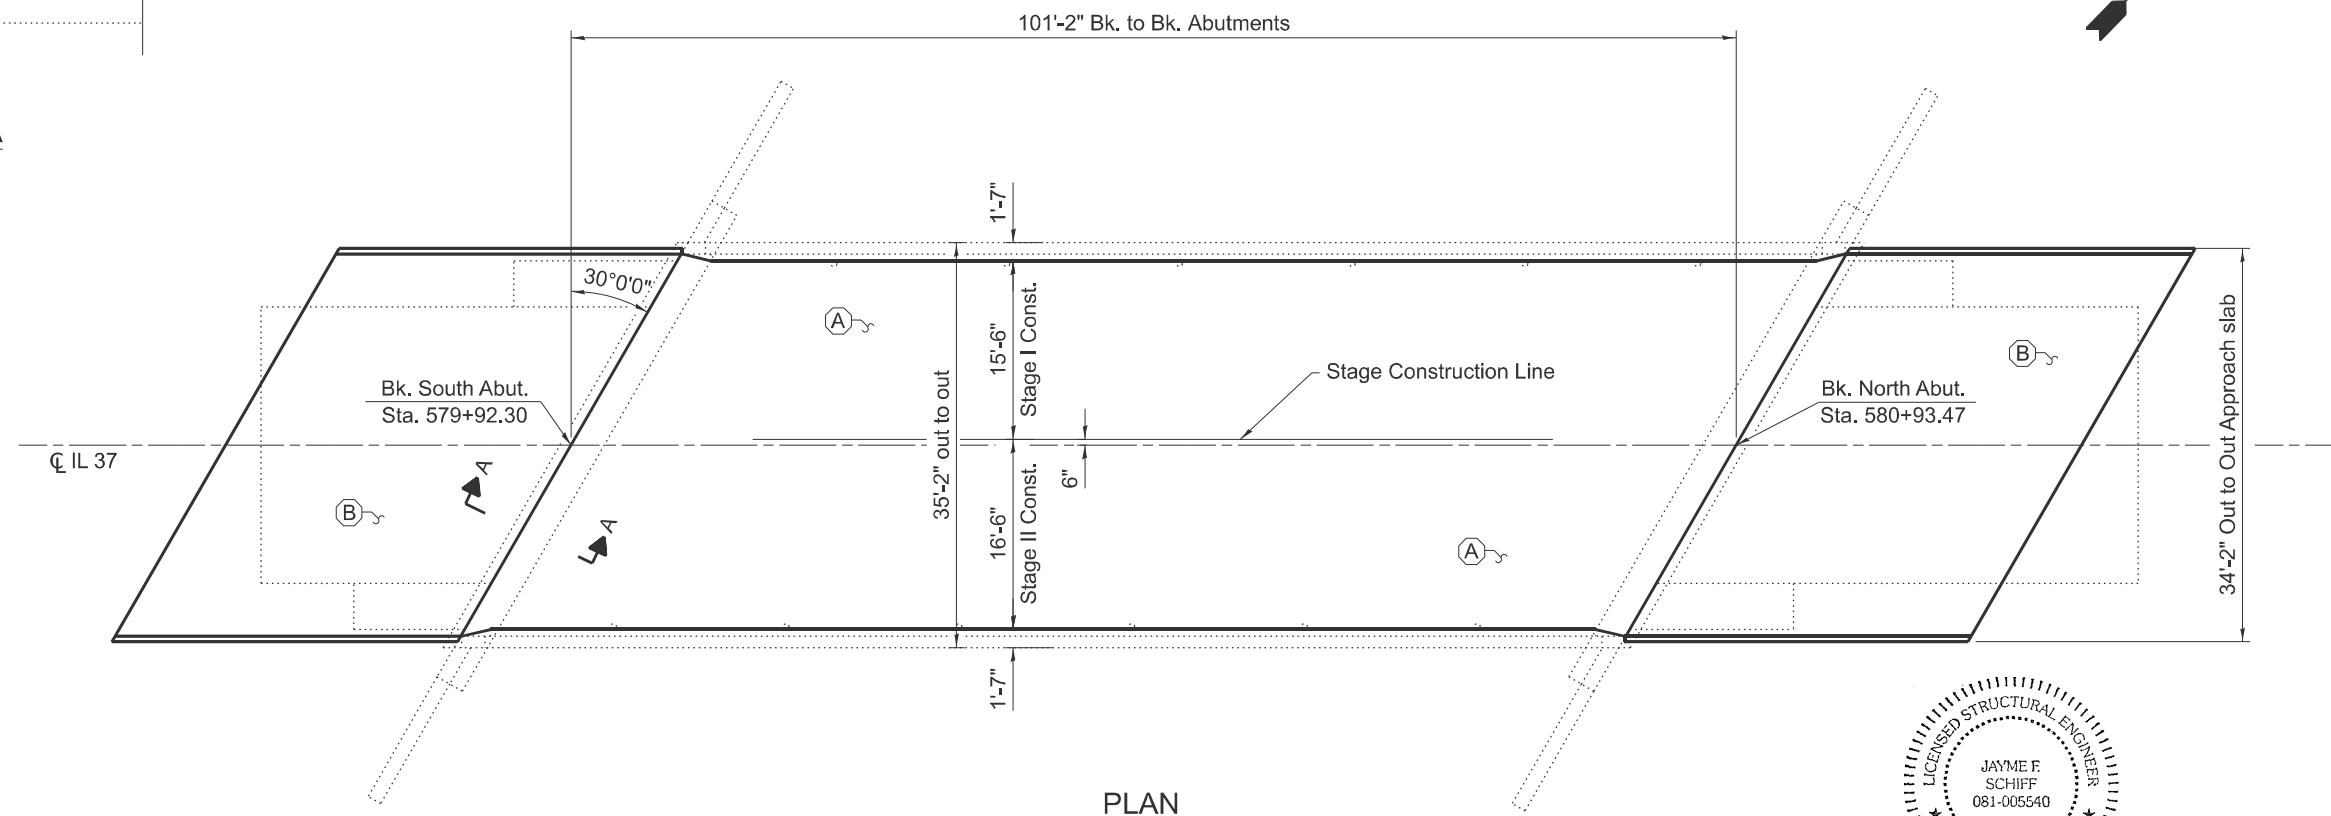 101'-2" Bk. to Bk. Abutments
1'-7"
30°0'0"
A
15'-6"
Stage I Const.
Stage Construction Line
B
Bk. South Abut.
Sta. 579+92.30
Bk. North Abut.
Sta. 580+93.47
35'-2" out to out
34'-2" Out to Out Approach slab
℄ IL 37
6"
A
B
A
16'-6"
Stage II Const.
A
1'-7"
PLAN
LICENSED STRUCTURAL ENGINEER
JAYME F.
SCHIFF
081-005540